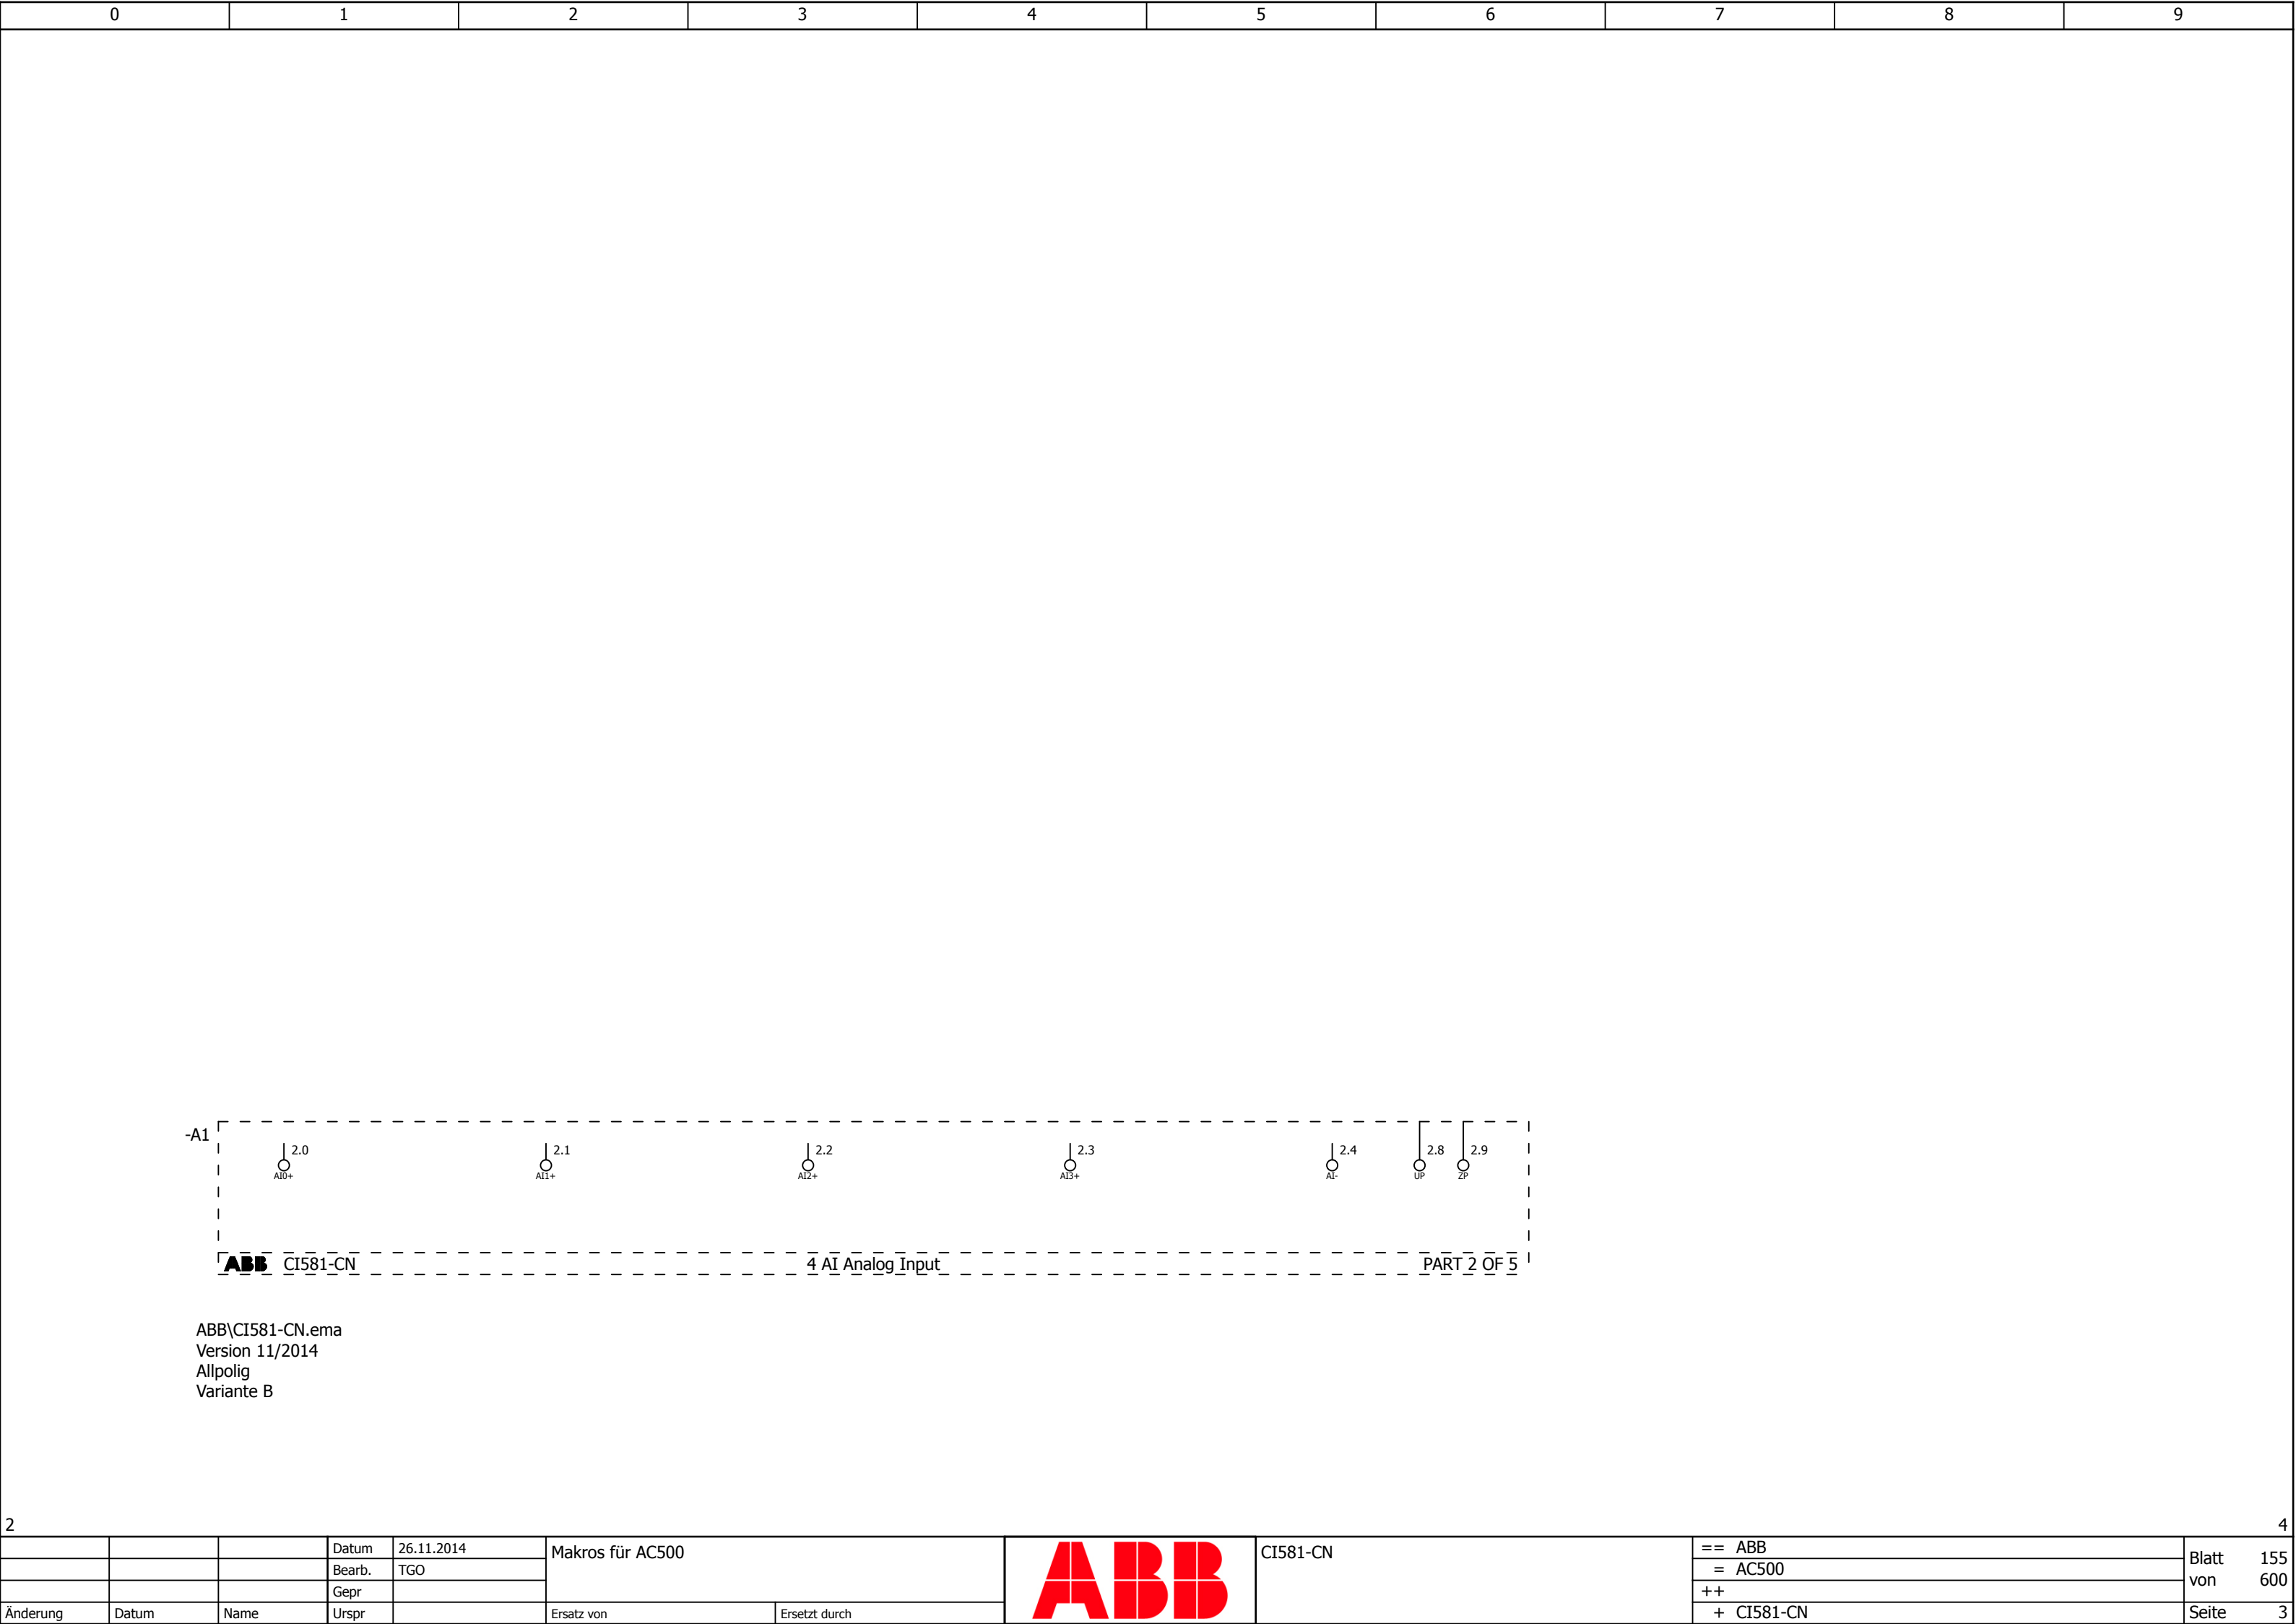 0 1 2 3 4 5 6 7 8 9
-A1
2.0 2.1 2.2 2.3 2.4 2.8 2.9
AI0+ AI1+ AI2+ AI3+ AI- UP ZP
ABB CI581-CN 4 AI Analog Input PART 2 OF 5
ABB\CI581-CN.ema
Version 11/2014
Allpolig
Variante B
2 4
Datum 26.11.2014 Makros für AC500 ABB CI581-CN == ABB Blatt 155
Bearb. TGO = AC500 von 600
Gepr ++
Änderung Datum Name Urspr Ersatz von Ersetzt durch + CI581-CN Seite 3